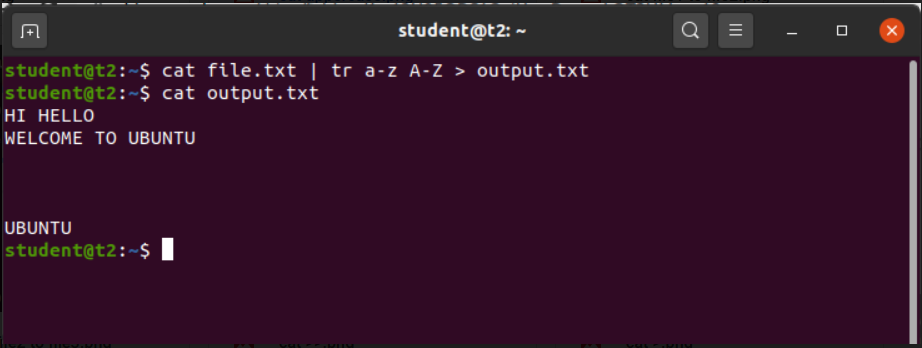 student@t2: ~
student@t2:~$ cat file.txt | tr a-z A-Z > output.txt
student@t2:~$ cat output.txt
HI HELLO
WELCOME TO UBUNTU
UBUNTU
student@t2:~$